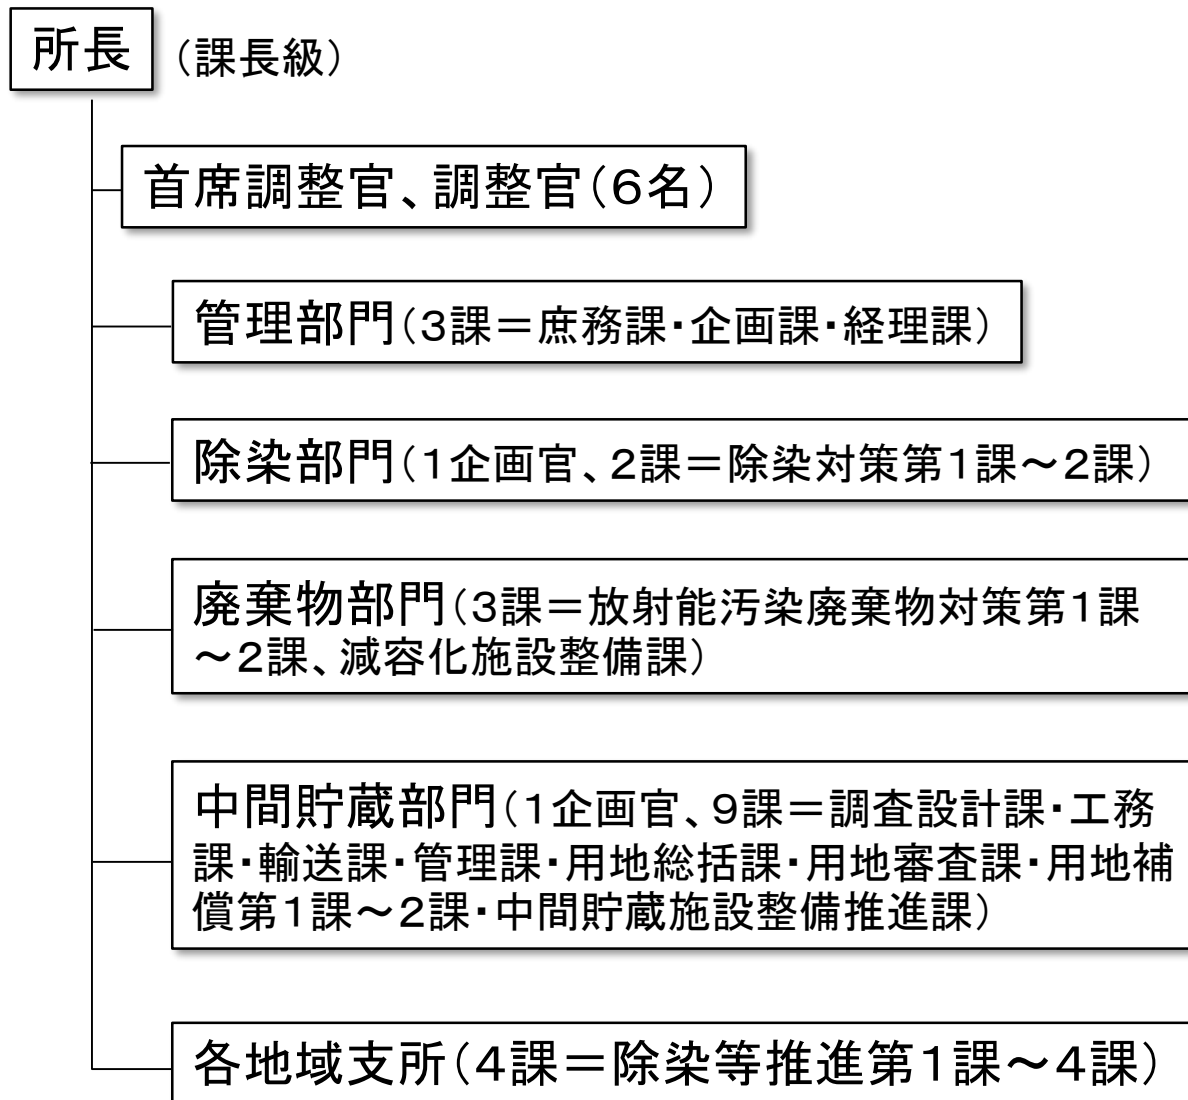 所長 （課長級）
首席調整官、調整官（６名）
管理部門（３課＝庶務課・企画課・経理課）
除染部門（１企画官、２課＝除染対策第１課～２課）
廃棄物部門（３課＝放射能汚染廃棄物対策第１課
～２課、減容化施設整備課）
中間貯蔵部門（１企画官、９課＝調査設計課・工務
課・輸送課・管理課・用地総括課・用地審査課・用地補
償第１課～２課・中間貯蔵施設整備推進課）
各地域支所（４課＝除染等推進第１課～４課）